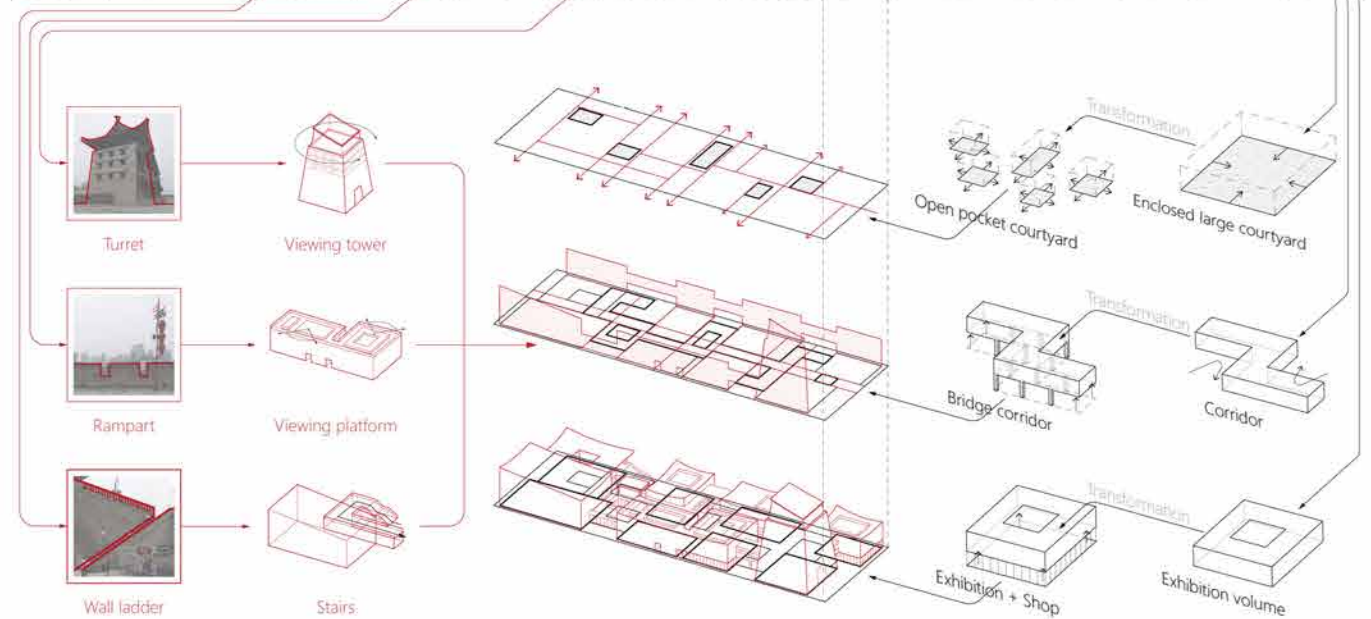 Turret
Viewing tower
Transformation
Open pocket courtyard
Enclosed large courtyard
Rampart
Viewing platform
Transformation
Bridge corridor
Corridor
Wall ladder
Stairs
Transformation
Exhibition + Shop
Exhibition volume